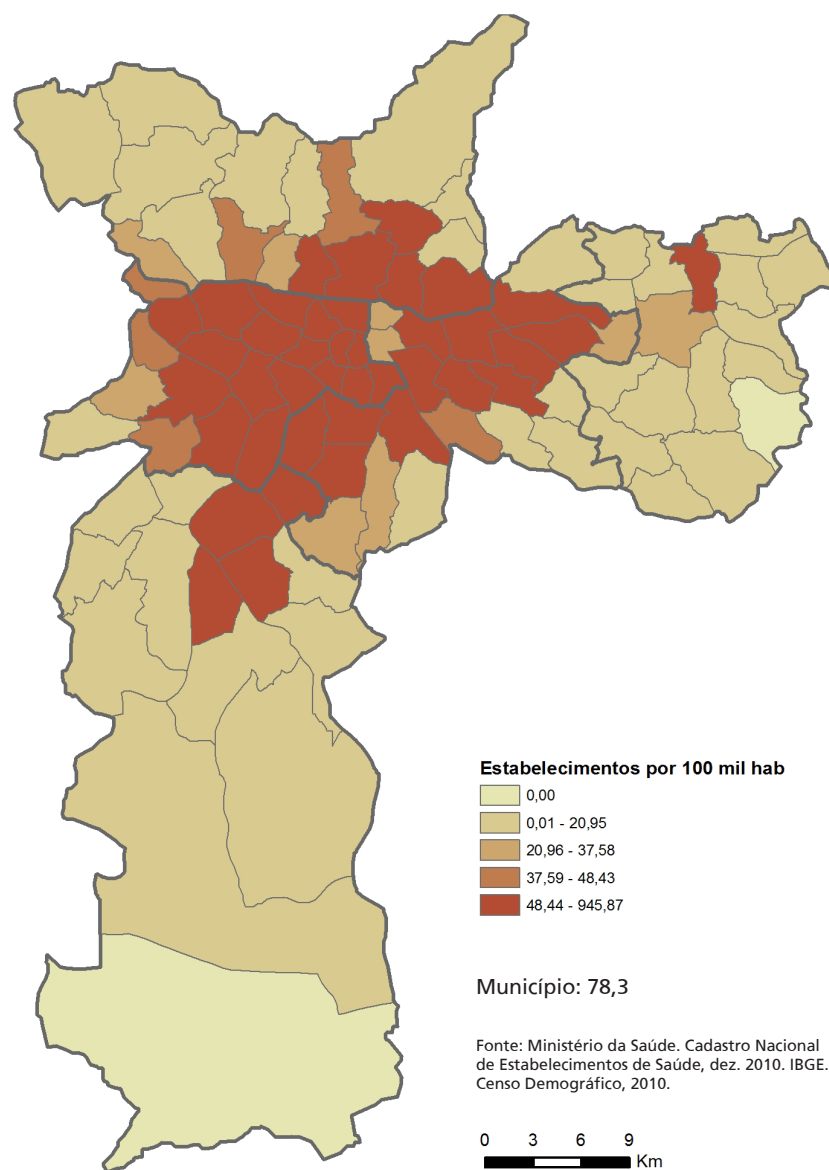 Estabelecimentos por 100 mil hab
0,00
0,01 - 20,95
20,96 - 37,58
37,59 - 48,43
48,44 - 945,87
Município: 78,3
Fonte: Ministério da Saúde. Cadastro Nacional
de Estabelecimentos de Saúde, dez. 2010. IBGE.
Censo Demográfico, 2010.
0 3 6 9
Km